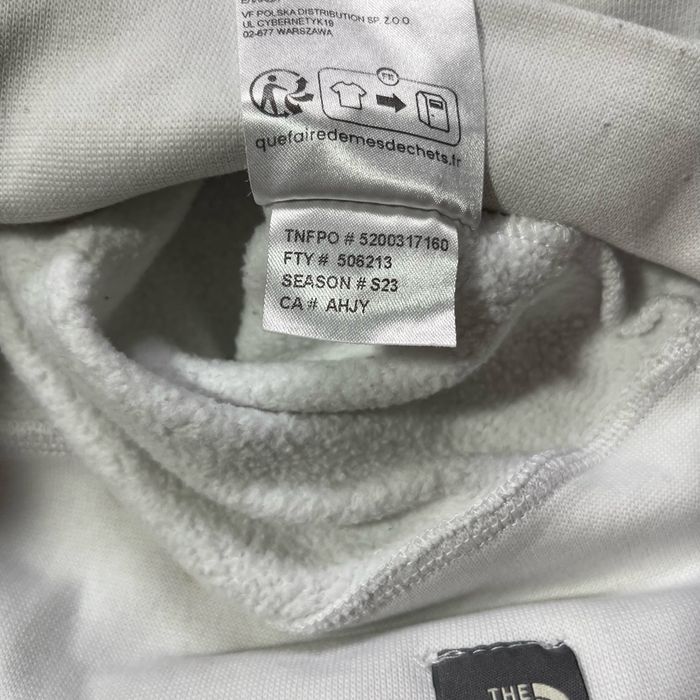 VF POLSKA DISTRIBUTION SP. Z.O.O.
UL CYBERNETYK19
02-677 WARSZAWA
FR
quefairedemesdechets.fr
TNFPO # 5200317160
FTY # 506213
SEASON # S23
CA # AHJY
THE